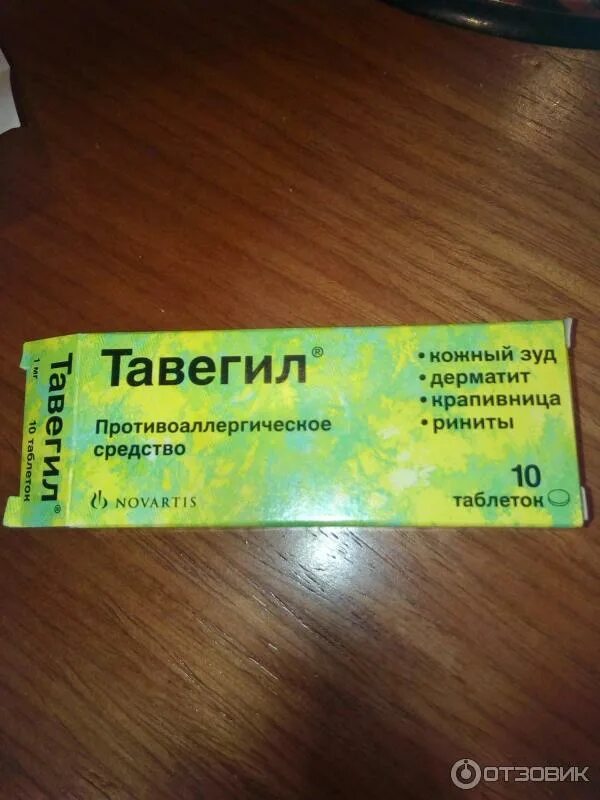 Тавегил®
1 мг 10 таблеток
Тавегил®
Противоаллергическое
средство
NOVARTIS
• кожный зуд
• дерматит
• крапивница
• риниты
10
таблеток
ОТЗОВИК